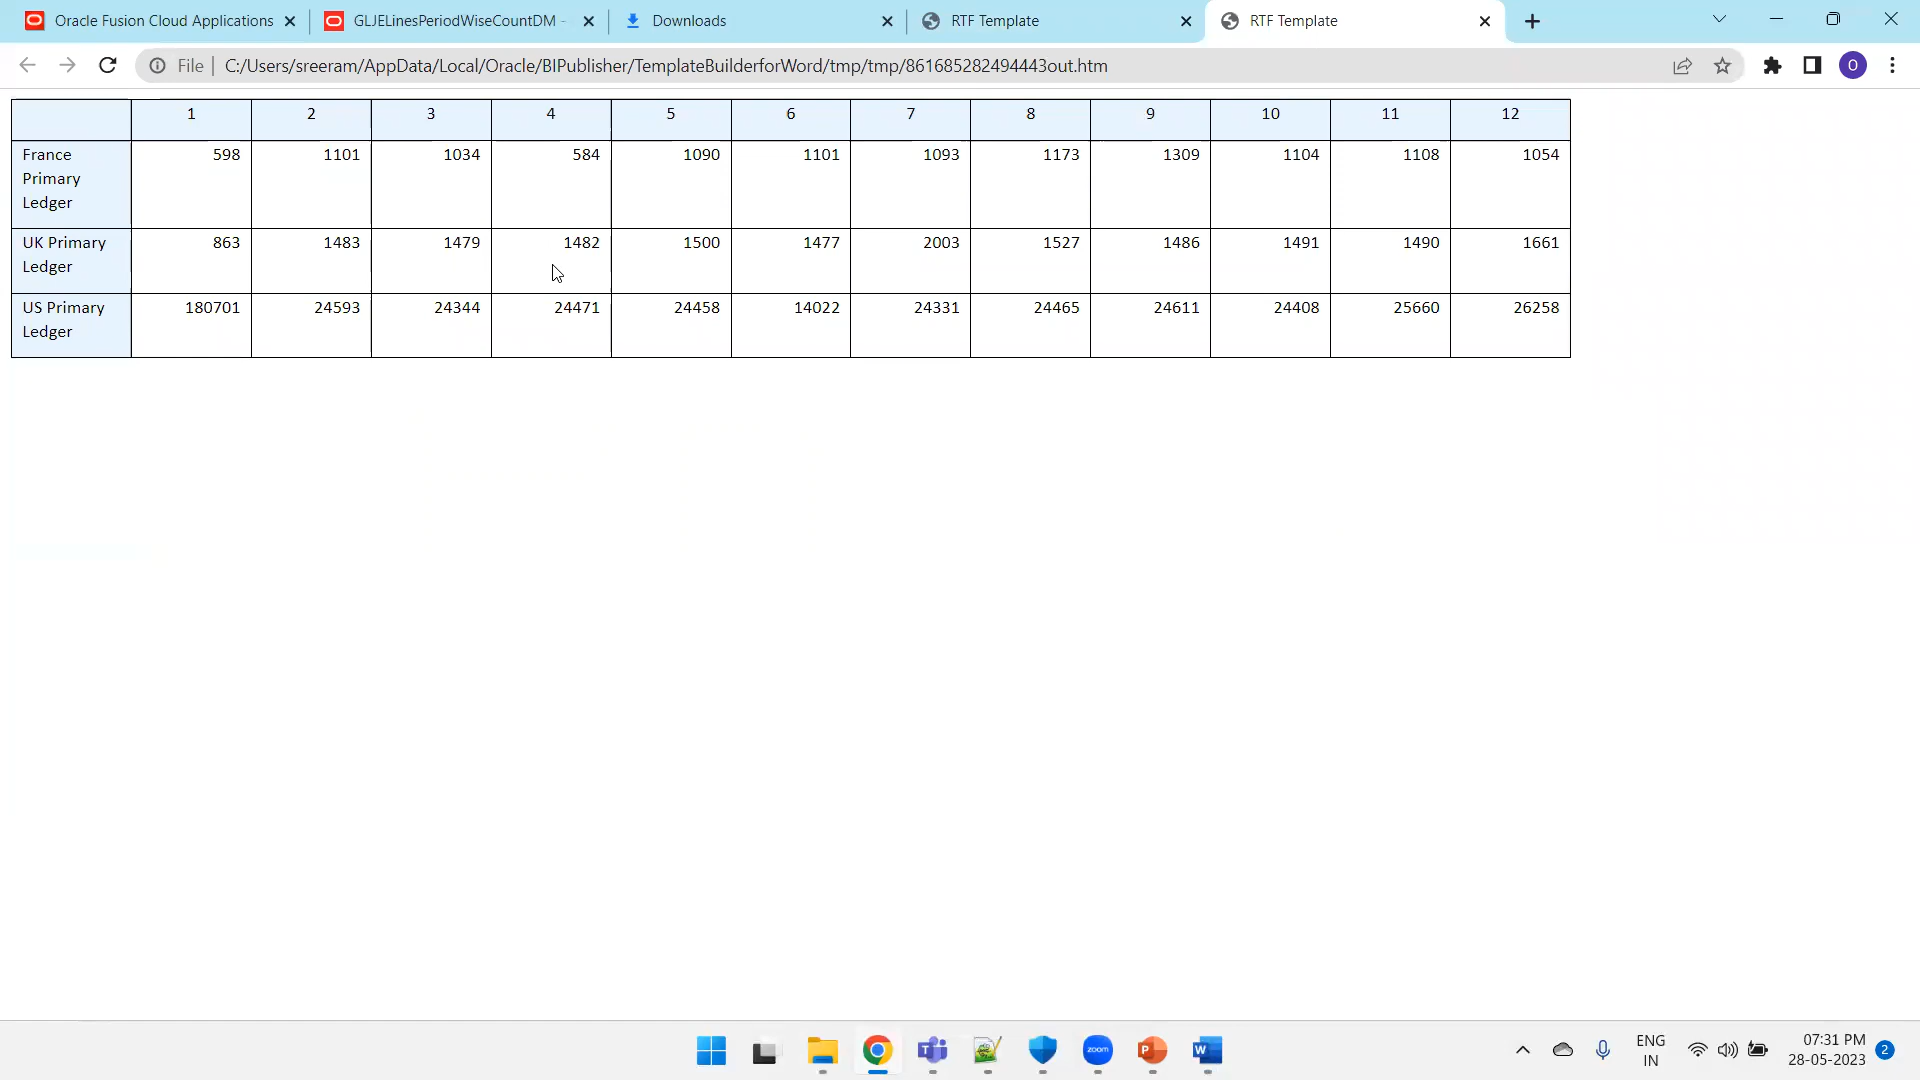 Oracle Fusion Cloud Applications
GLJELinesPeriodWiseCountDM -
Downloads
RTF Template
RTF Template
File
C:/Users/sreeram/AppData/Local/Oracle/BIPublisher/TemplateBuilderforWord/tmp/tmp/861685282494443out.htm
O
1 2 3 4 5 6 7 8 9 10 11 12
France 598 1101 1034 584 1090 1101 1093 1173 1309 1104 1108 1054
Primary
Ledger
UK Primary 863 1483 1479 1482 1500 1477 2003 1527 1486 1491 1490 1661
Ledger
US Primary 180701 24593 24344 24471 24458 14022 24331 24465 24611 24408 25660 26258
Ledger
zoom
ENG
IN
07:31 PM
28-05-2023
2